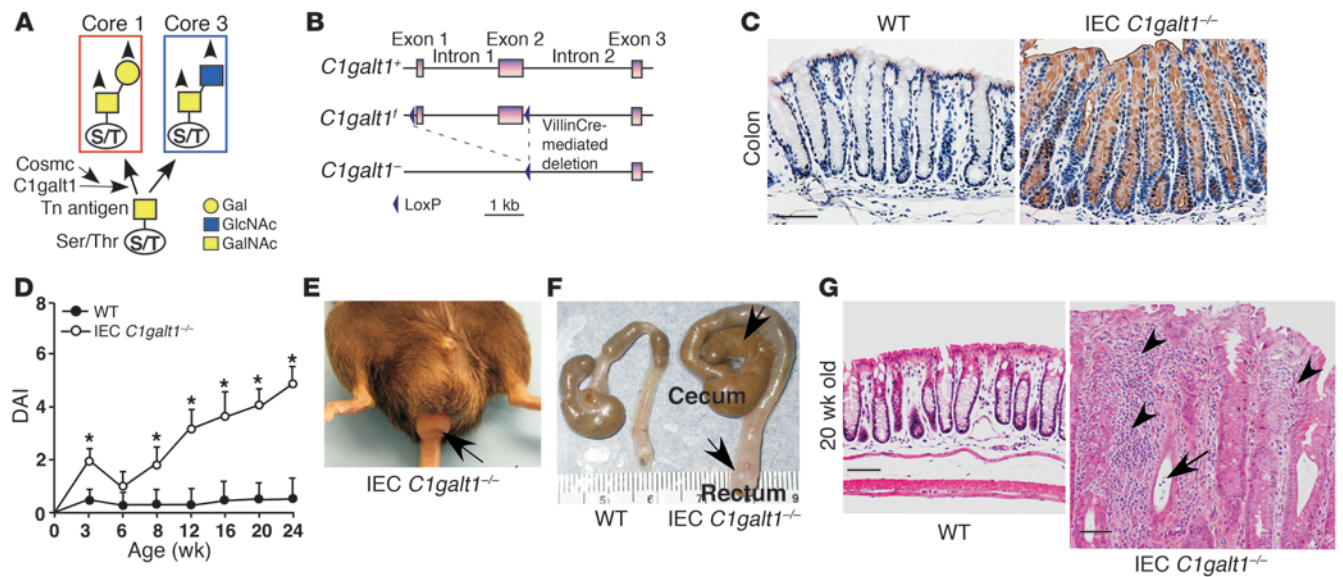 A
Core 1
Core 3
S/T
S/T
Cosmc
C1galt1
Tn antigen
Ser/Thr
S/T
Gal
GlcNAc
GalNAc
B
Exon 1
Exon 2
Exon 3
Intron 1
Intron 2
C1galt1+
C1galt1f
VillinCre-
mediated
deletion
C1galt1–
LoxP
1 kb
C
WT
IEC C1galt1–/–
Colon
D
8
6
4
2
0
DAI
WT
IEC C1galt1–/–
*
*
*
*
*
*
0
3
6
8
12
16
20
24
Age (wk)
E
IEC C1galt1–/–
F
Cecum
Rectum
5
6
7
9
WT
IEC C1galt1–/–
G
20 wk old
WT
IEC C1galt1–/–